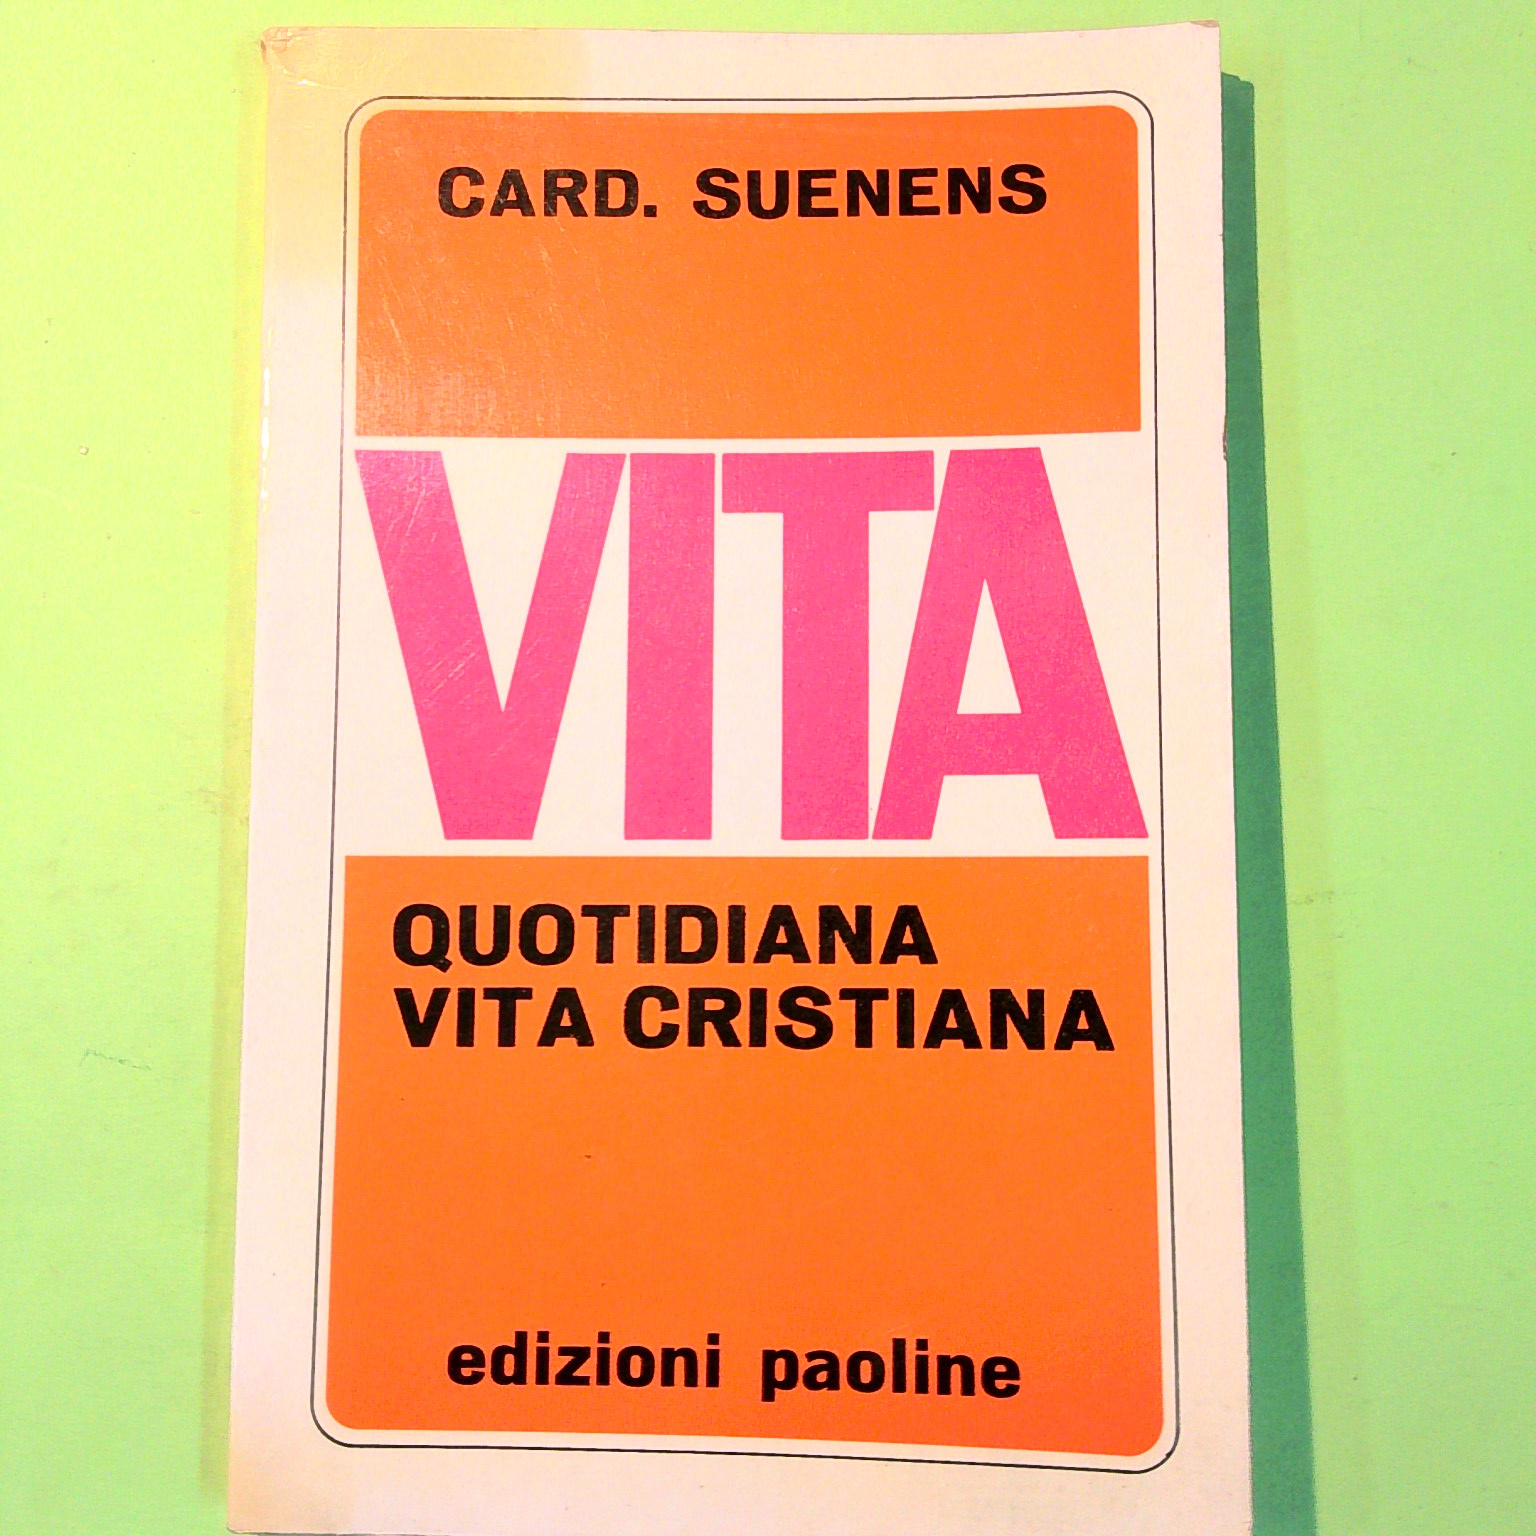 CARD. SUENENS
VITA
QUOTIDIANA
VITA CRISTIANA
edizioni paoline